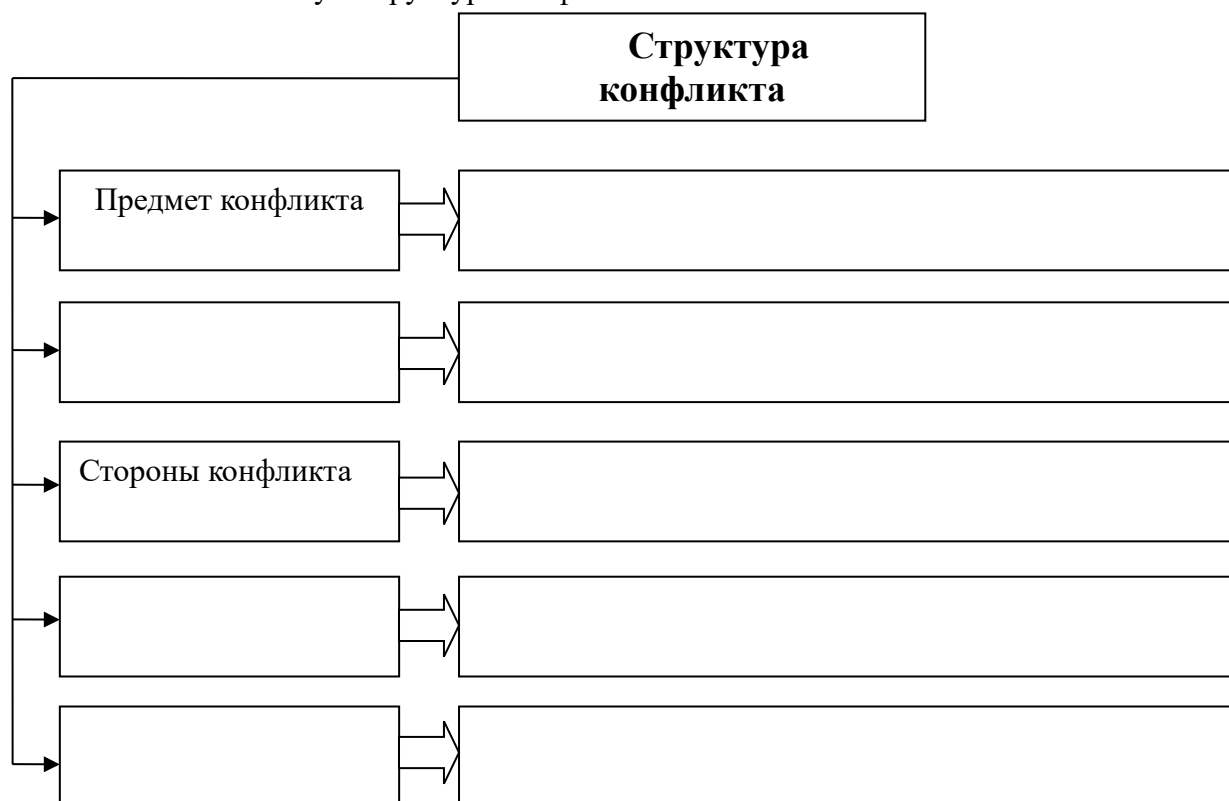 Структура
конфликта
Предмет конфликта
Стороны конфликта